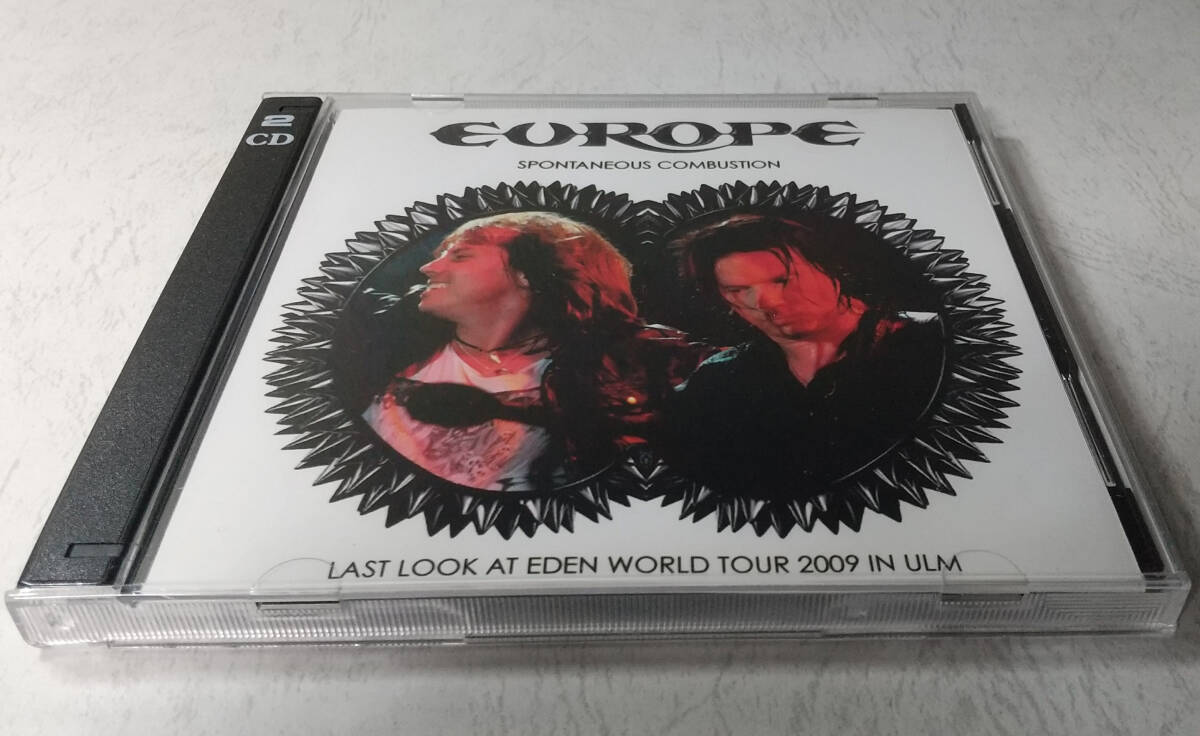 2
CD
EUROPE
SPONTANEOUS COMBUSTION
LAST LOOK AT EDEN WORLD TOUR 2009 IN ULM